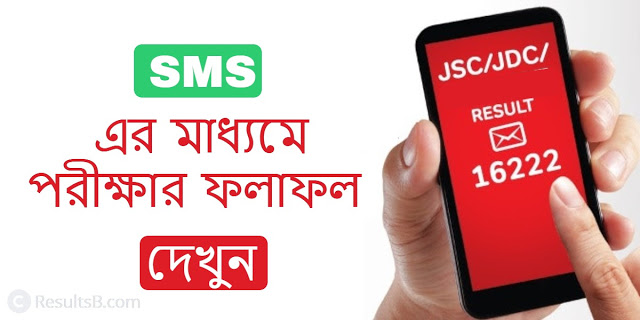 SMS
এর মাধ্যমে
পরীক্ষার ফলাফল
দেখুন
JSC/JDC/
RESULT
16222
C ResultsB.com